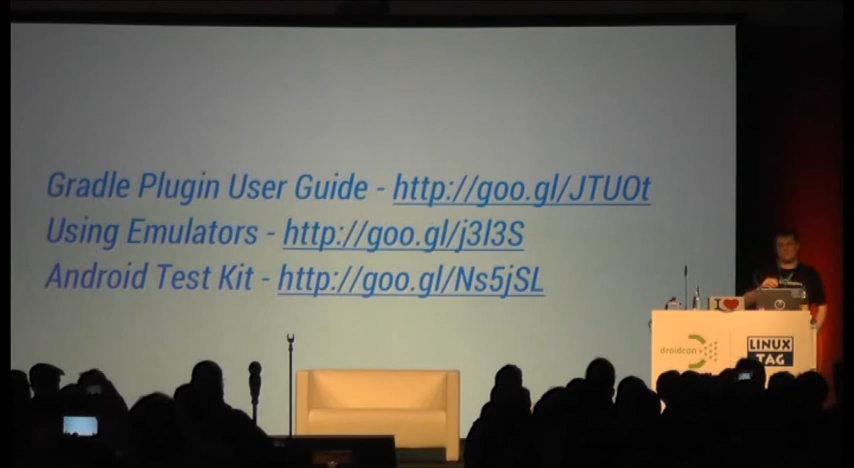 Gradle Plugin User Guide - http://goo.gl/JTUOt
Using Emulators - http://goo.gl/j3l3S
Android Test Kit - http://goo.gl/Ns5jSL
I
droidcon
LINUX
TAG